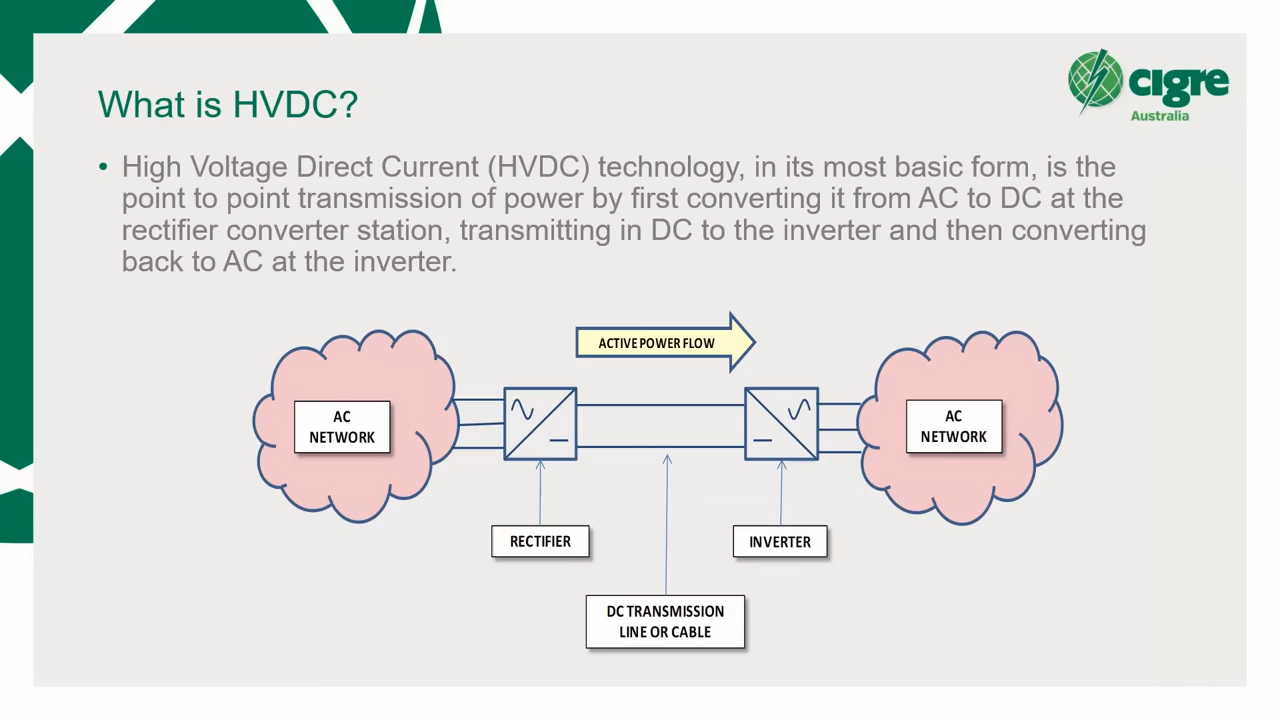 cigre
Australia
What is HVDC?
• High Voltage Direct Current (HVDC) technology, in its most basic form, is the
point to point transmission of power by first converting it from AC to DC at the
rectifier converter station, transmitting in DC to the inverter and then converting
back to AC at the inverter.
ACTIVE POWER FLOW
AC
NETWORK
AC
NETWORK
RECTIFIER
INVERTER
DC TRANSMISSION
LINE OR CABLE